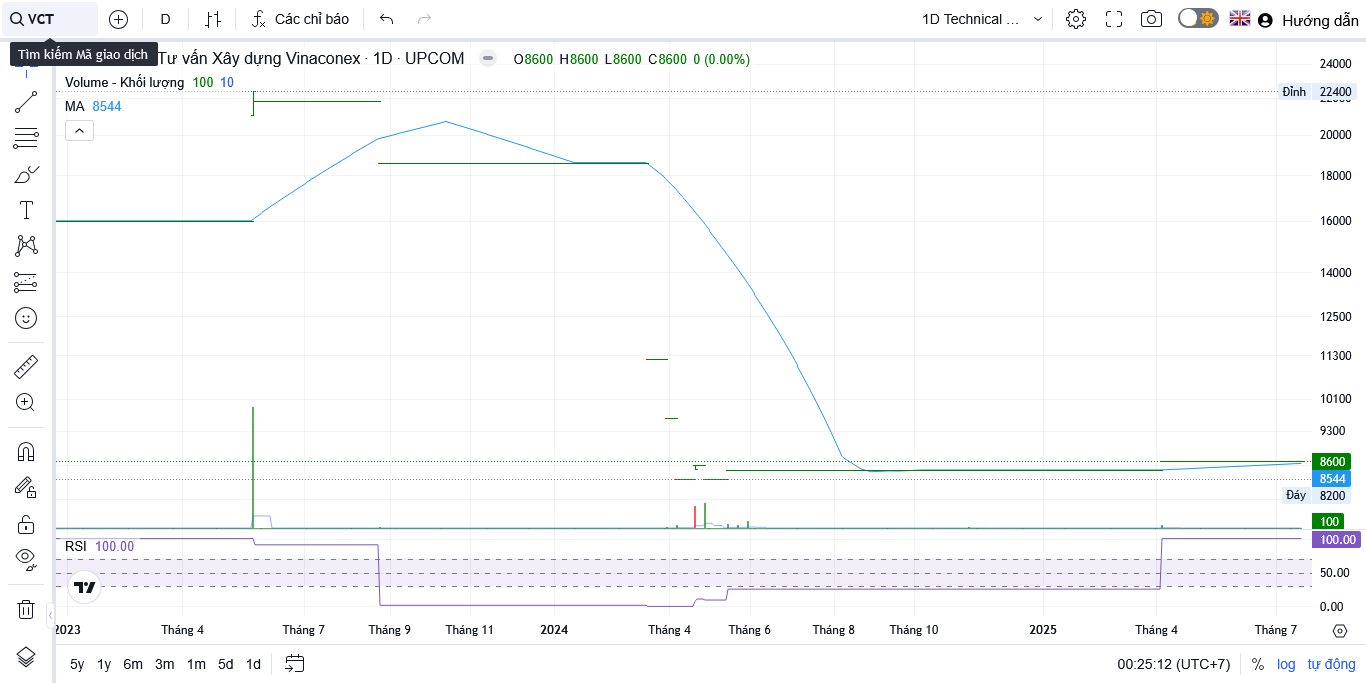 VCT
D
Các chỉ báo
1D Technical ...
Hướng dẫn
Tìm kiếm Mã giao dịch
Tư vấn Xây dựng Vinaconex · 1D · UPCOM
O8600 H8600 L8600 C8600 0 (0.00%)
Volume - Khối lượng 100 10
MA 8544
24000
Đỉnh 22400
20000
18000
16000
14000
12500
11300
10100
9300
8600
8544
Đáy 8200
100
RSI 100.00
100.00
50.00
0.00
2023
Tháng 4
Tháng 7
Tháng 9
Tháng 11
2024
Tháng 4
Tháng 6
Tháng 8
Tháng 10
2025
Tháng 4
Tháng 7
5y 1y 6m 3m 1m 5d 1d
00:25:12 (UTC+7)
% log tự động